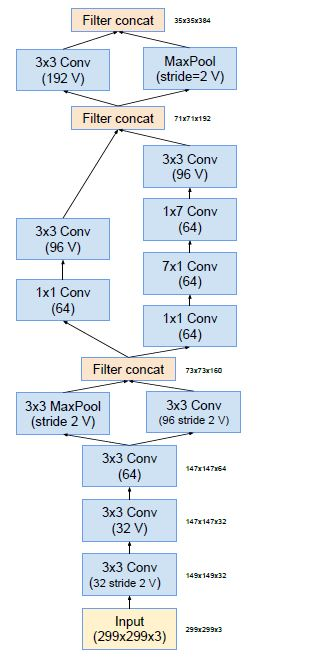 Filter concat 35x35x384
3x3 Conv
(192 V)
MaxPool
(stride=2 V)
Filter concat 71x71x192
3x3 Conv
(96 V)
1x7 Conv
(64)
3x3 Conv
(96 V)
7x1 Conv
(64)
1x1 Conv
(64)
1x1 Conv
(64)
Filter concat 73x73x160
3x3 MaxPool
(stride 2 V)
3x3 Conv
(96 stride 2 V)
3x3 Conv
(64)
147x147x64
3x3 Conv
(32 V)
147x147x32
3x3 Conv
(32 stride 2 V)
149x149x32
Input
(299x299x3)
299x299x3